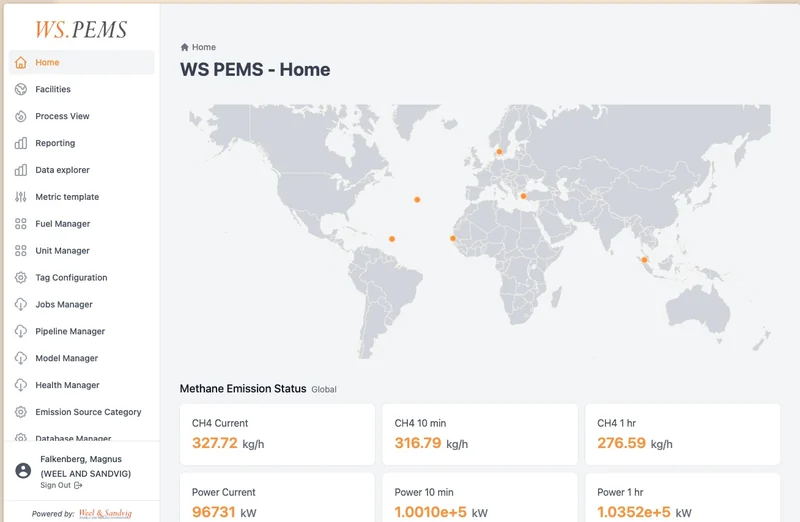 WS.PEMS
Home
Facilities
Process View
Reporting
Data explorer
Metric template
Fuel Manager
Unit Manager
Tag Configuration
Jobs Manager
Pipeline Manager
Model Manager
Health Manager
Emission Source Category
Database Manager
Falkenberg, Magnus
(WEEL AND SANDVIG)
Sign Out
Powered by: Weel & Sandvig
Home
WS PEMS - Home
Methane Emission Status Global
CH4 Current
327.72 kg/h
CH4 10 min
316.79 kg/h
CH4 1 hr
276.59 kg/h
Power Current
96731 kW
Power 10 min
1.0010e+5 kW
Power 1 hr
1.0352e+5 kW